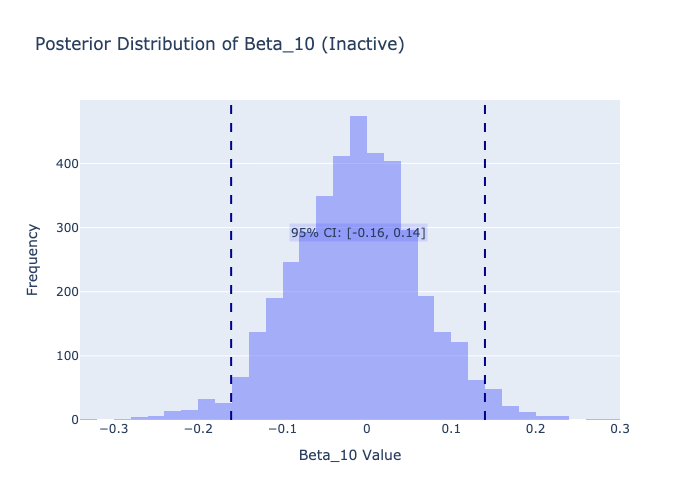 Posterior Distribution of Beta_10 (Inactive)
400
95% CI: [-0.16, 0.14]
300
Frequency
200
100
0
−0.3 −0.2 −0.1 0 0.1 0.2 0.3
Beta_10 Value